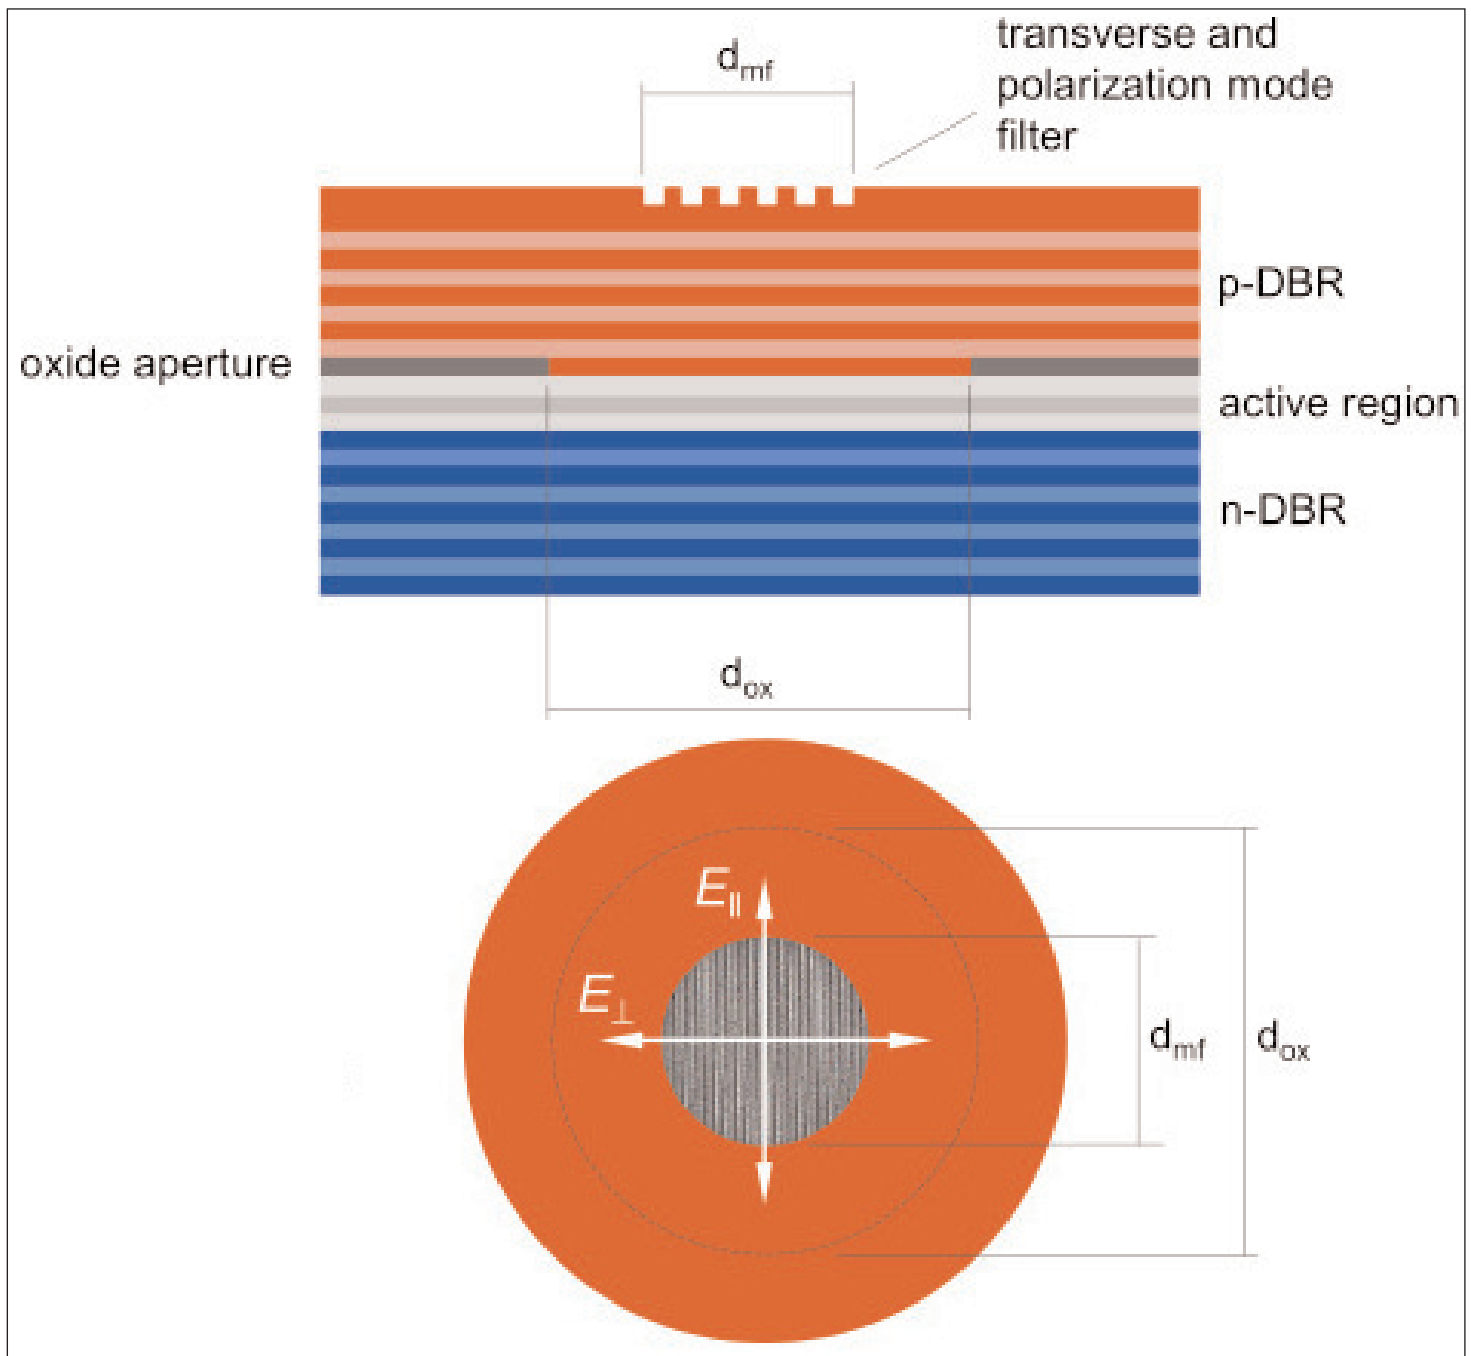 transverse and
polarization mode
filter
d_mf
p-DBR
oxide aperture
active region
n-DBR
d_ox
E_||
E_⊥
d_mf
d_ox